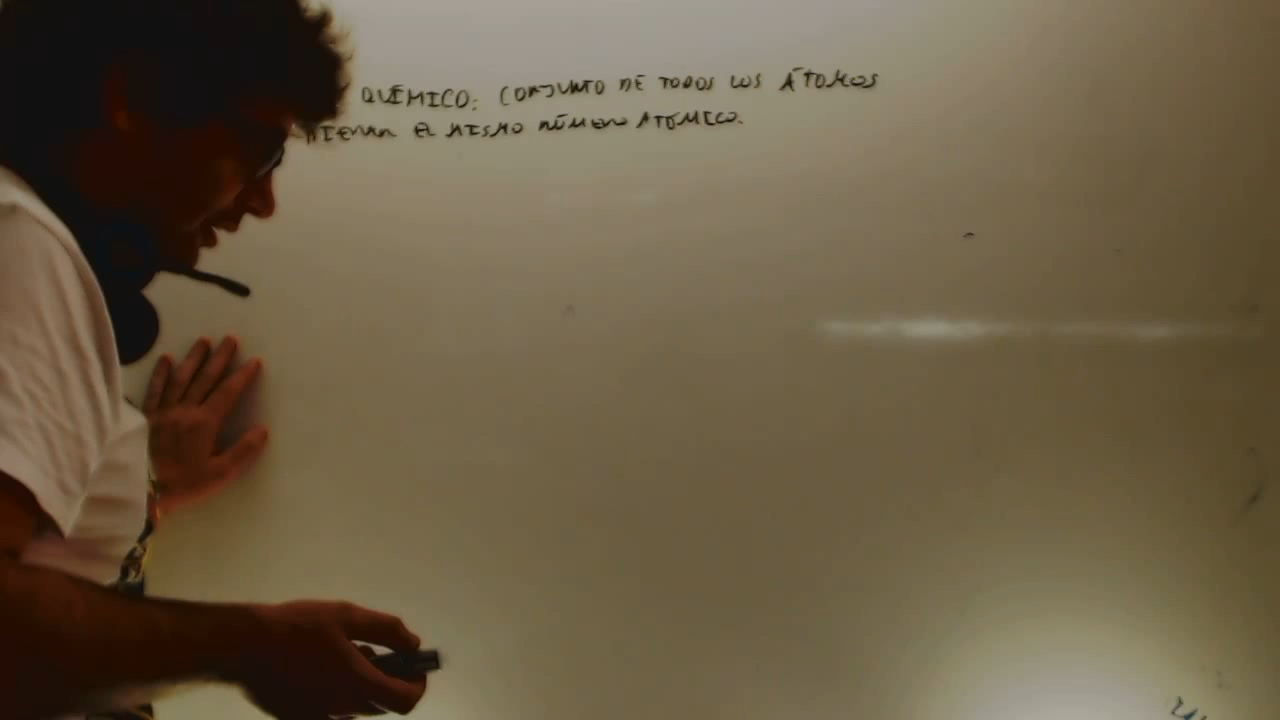 QUÍMICO: CONJUNTO DE TODOS LOS ÁTOMOS
TIENEN EL MISMO NÚMERO ATÓMICO.